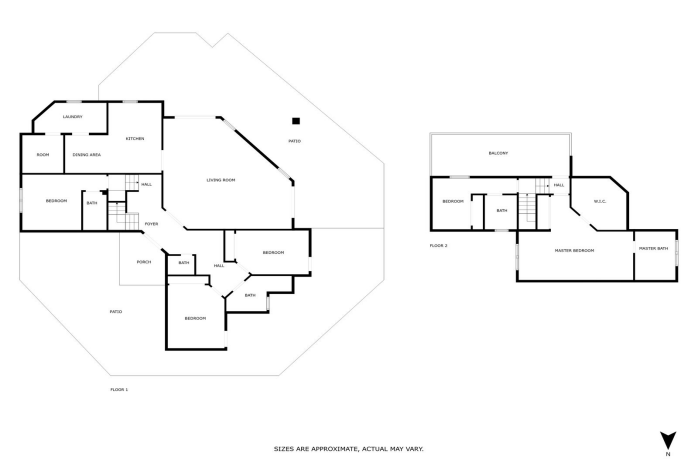 LAUNDRY
KITCHEN
PATIO
ROOM
DINING AREA
LIVING ROOM
HALL
BEDROOM
BATH
FOYER
PORCH
BATH
HALL
BEDROOM
BATH
PATIO
BEDROOM
FLOOR 1
BALCONY
HALL
BEDROOM
W.I.C.
BATH
FLOOR 2
MASTER BEDROOM
MASTER BATH
SIZES ARE APPROXIMATE, ACTUAL MAY VARY.
N